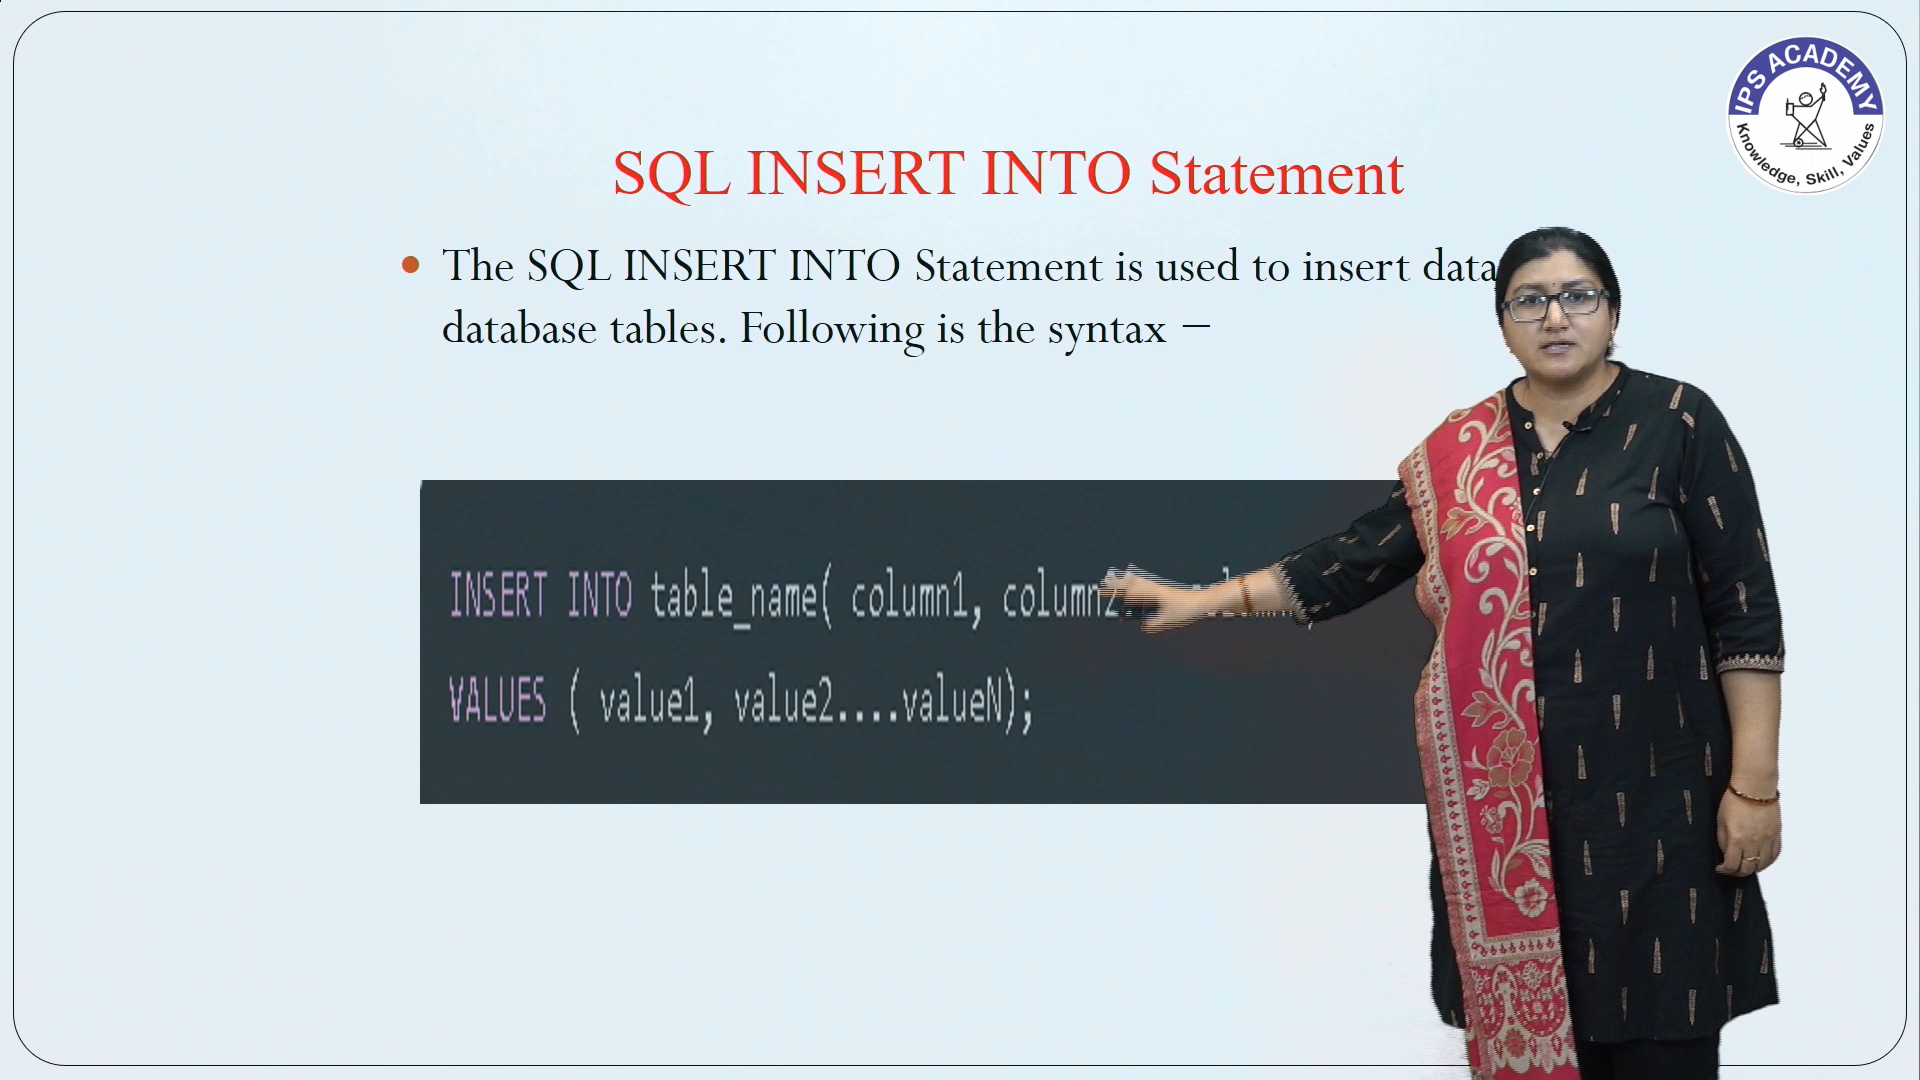 IPS ACADEMY
Knowledge, Skill, Values
SQL INSERT INTO Statement
The SQL INSERT INTO Statement is used to insert data
database tables. Following is the syntax –
INSERT INTO table_name( column1, column2
VALUES ( value1, value2....valueN);